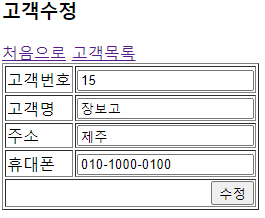 고객수정
처음으로 고객목록
고객번호 15
고객명 장보고
주소 제주
휴대폰 010-1000-0100
수정